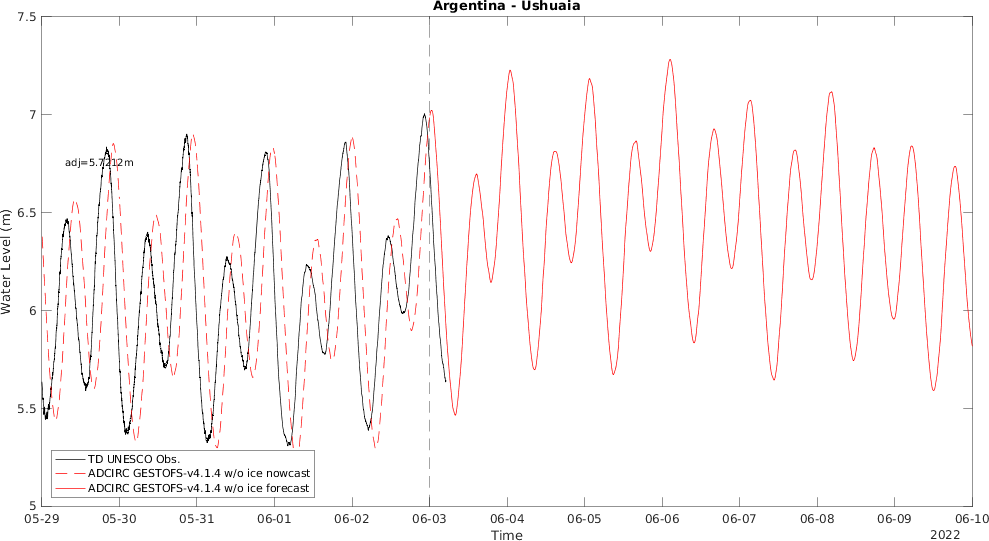 Argentina - Ushuaia
7.5
7
6.5
6
5.5
5
Water Level (m)
adj=5.7212m
TD UNESCO Obs.
ADCIRC GESTOFS-v4.1.4 w/o ice nowcast
ADCIRC GESTOFS-v4.1.4 w/o ice forecast
05-29 05-30 05-31 06-01 06-02 06-03 06-04 06-05 06-06 06-07 06-08 06-09 06-10
Time
2022